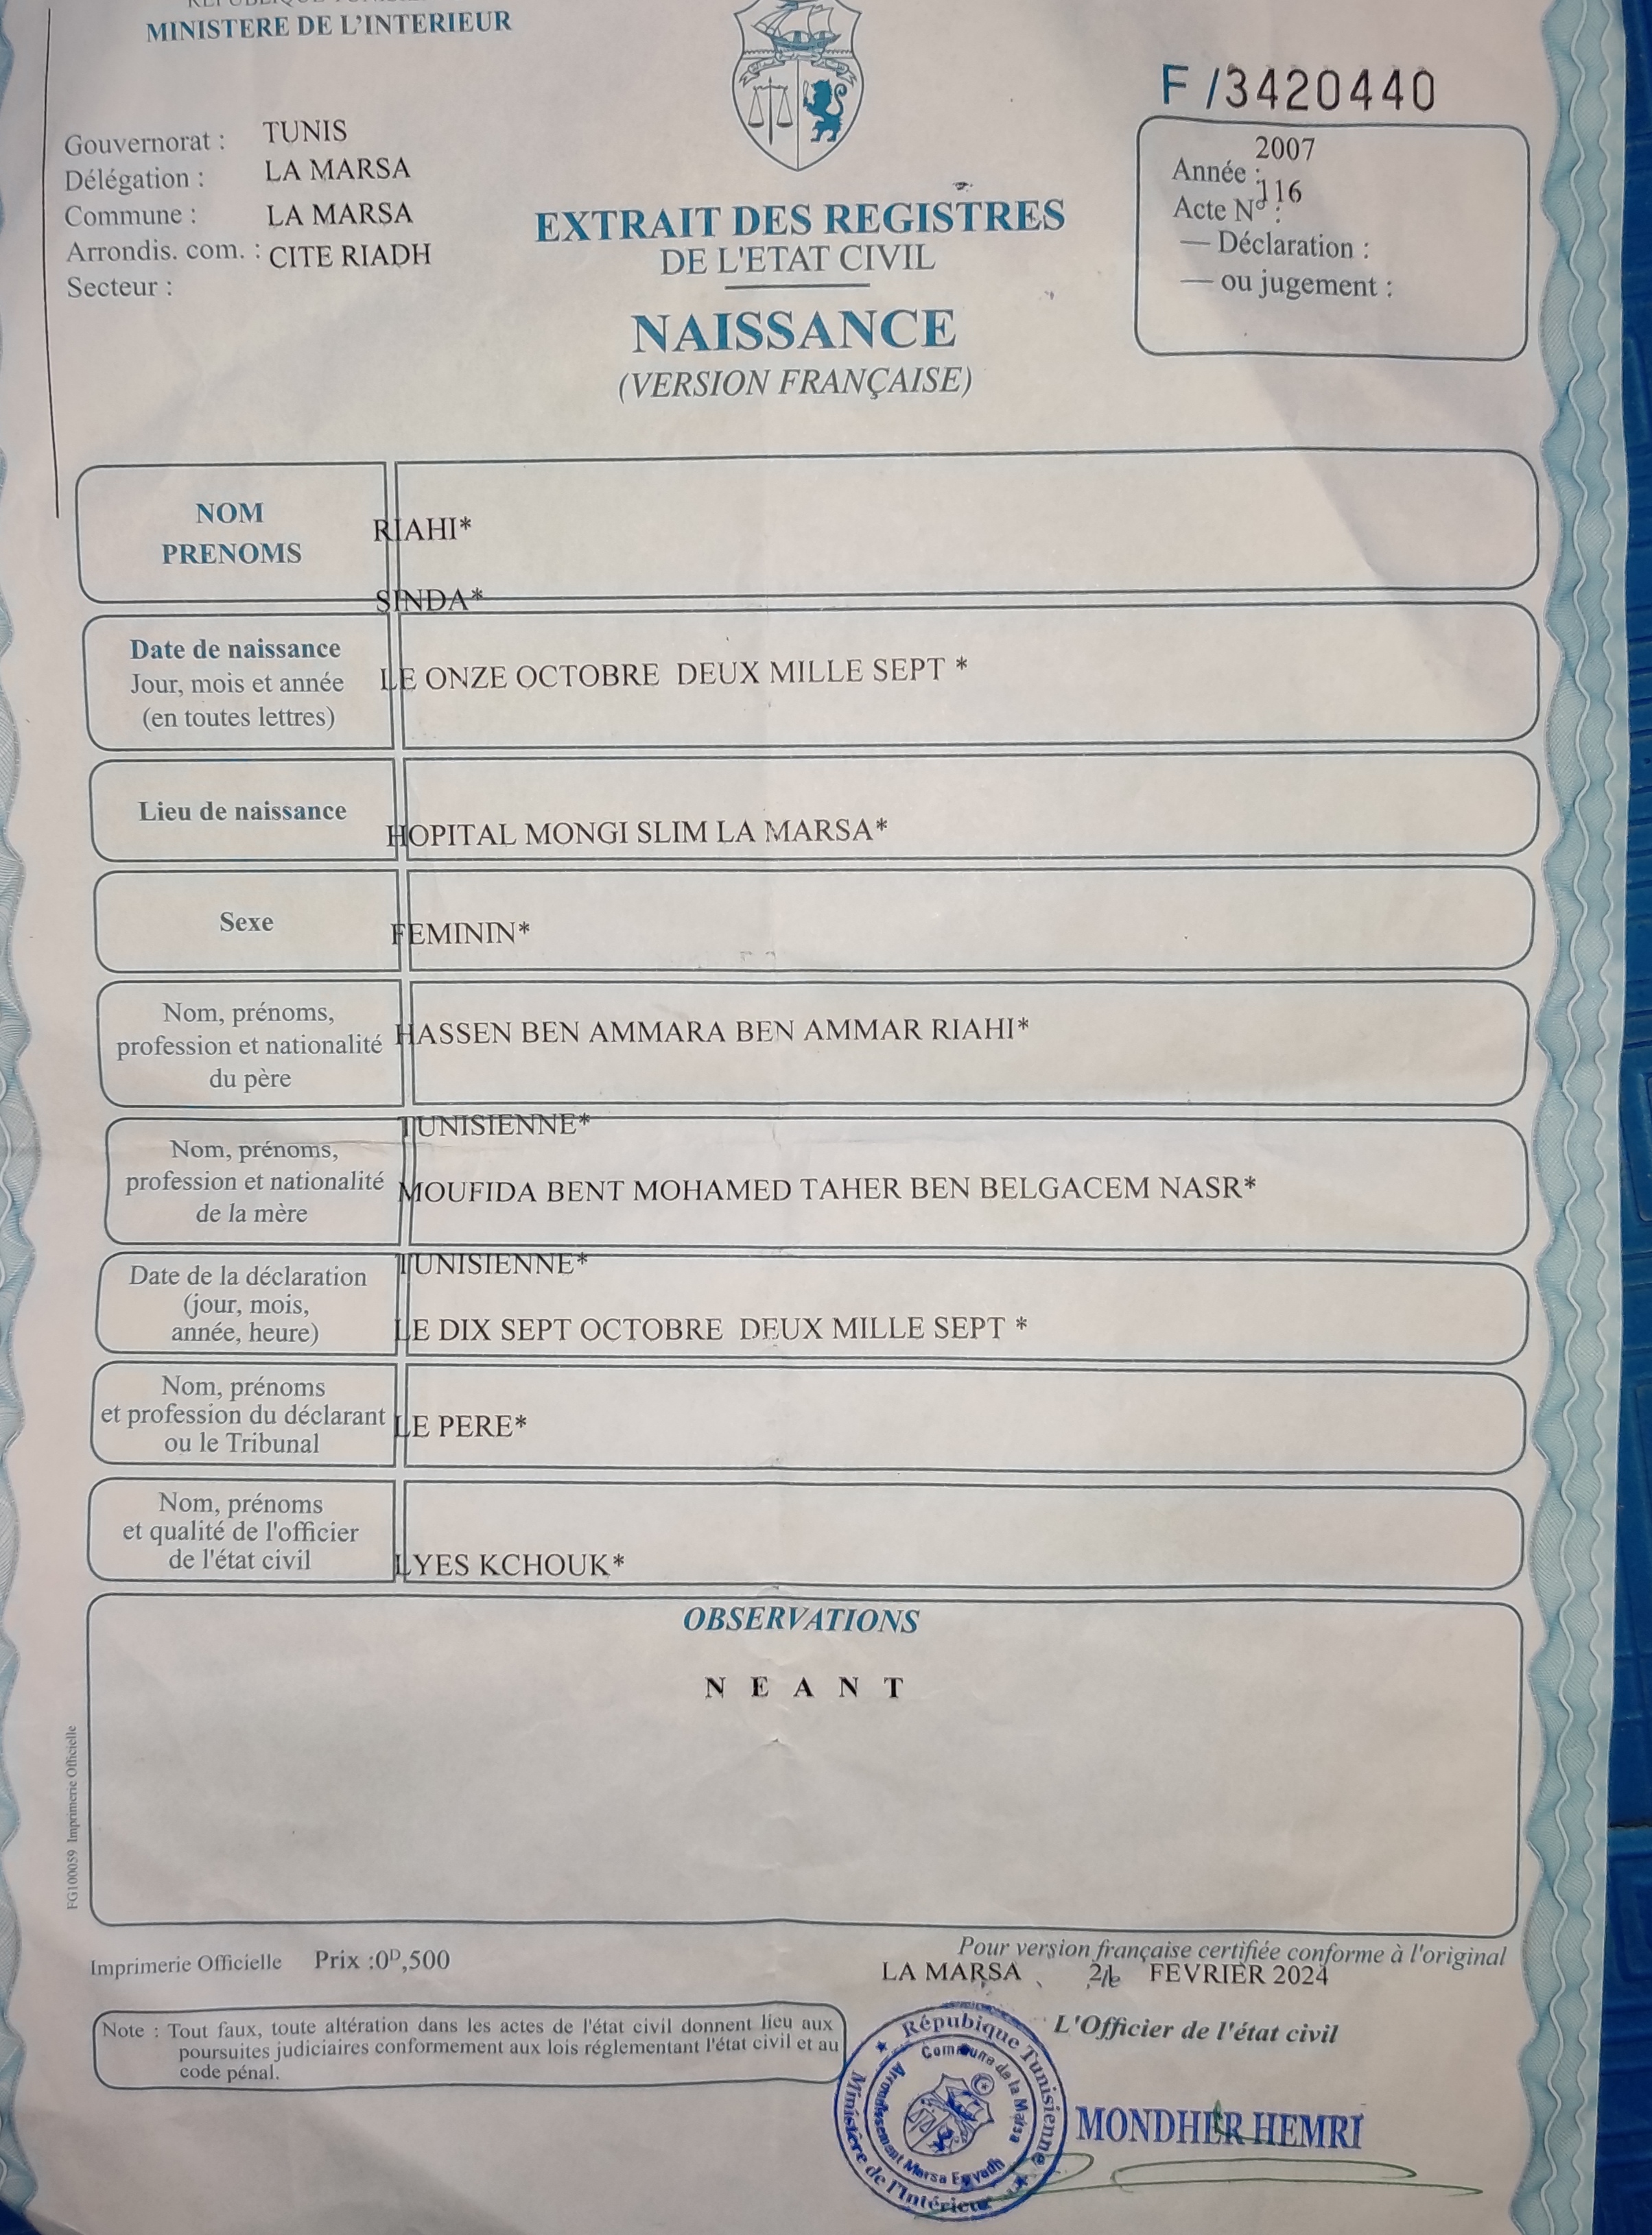 MINISTERE DE L'INTERIEUR
F /3420440
Gouvernorat : TUNIS
Délégation : LA MARSA
Commune : LA MARSA
Arrondis. com. : CITE RIADH
Secteur :
2007
Année :
116
Acte N° :
— Déclaration :
— ou jugement :
EXTRAIT DES REGISTRES
DE L'ETAT CIVIL
NAISSANCE
(VERSION FRANÇAISE)
NOM
PRENOMS
RIAHI*
SINDA*
Date de naissance
Jour, mois et année
(en toutes lettres)
LE ONZE OCTOBRE DEUX MILLE SEPT *
Lieu de naissance
HOPITAL MONGI SLIM LA MARSA*
Sexe
FEMININ*
Nom, prénoms,
profession et nationalité
du père
HASSEN BEN AMMARA BEN AMMAR RIAHI*
TUNISIENNE*
Nom, prénoms,
profession et nationalité
de la mère
MOUFIDA BENT MOHAMED TAHER BEN BELGACEM NASR*
TUNISIENNE*
Date de la déclaration
(jour, mois,
année, heure)
LE DIX SEPT OCTOBRE DEUX MILLE SEPT *
Nom, prénoms
et profession du déclarant
ou le Tribunal
LE PERE*
Nom, prénoms
et qualité de l'officier
de l'état civil
LYES KCHOUK*
OBSERVATIONS
N E A N T
FG100059 Imprimerie Officielle
Imprimerie Officielle Prix :0ᴰ,500
Pour version française certifiée conforme à l'original
LA MARSA , le FEVRIER 2024
L'Officier de l'état civil
Note : Tout faux, toute altération dans les actes de l'état civil donnent lieu aux
poursuites judiciaires conformement aux lois réglementant l'état civil et au
code pénal.
Répubique Tunisienne
Ministère de l'Intérieur
Commune de la Marsa
Arrondissement Marsa Erryadh
MONDHER HEMRI